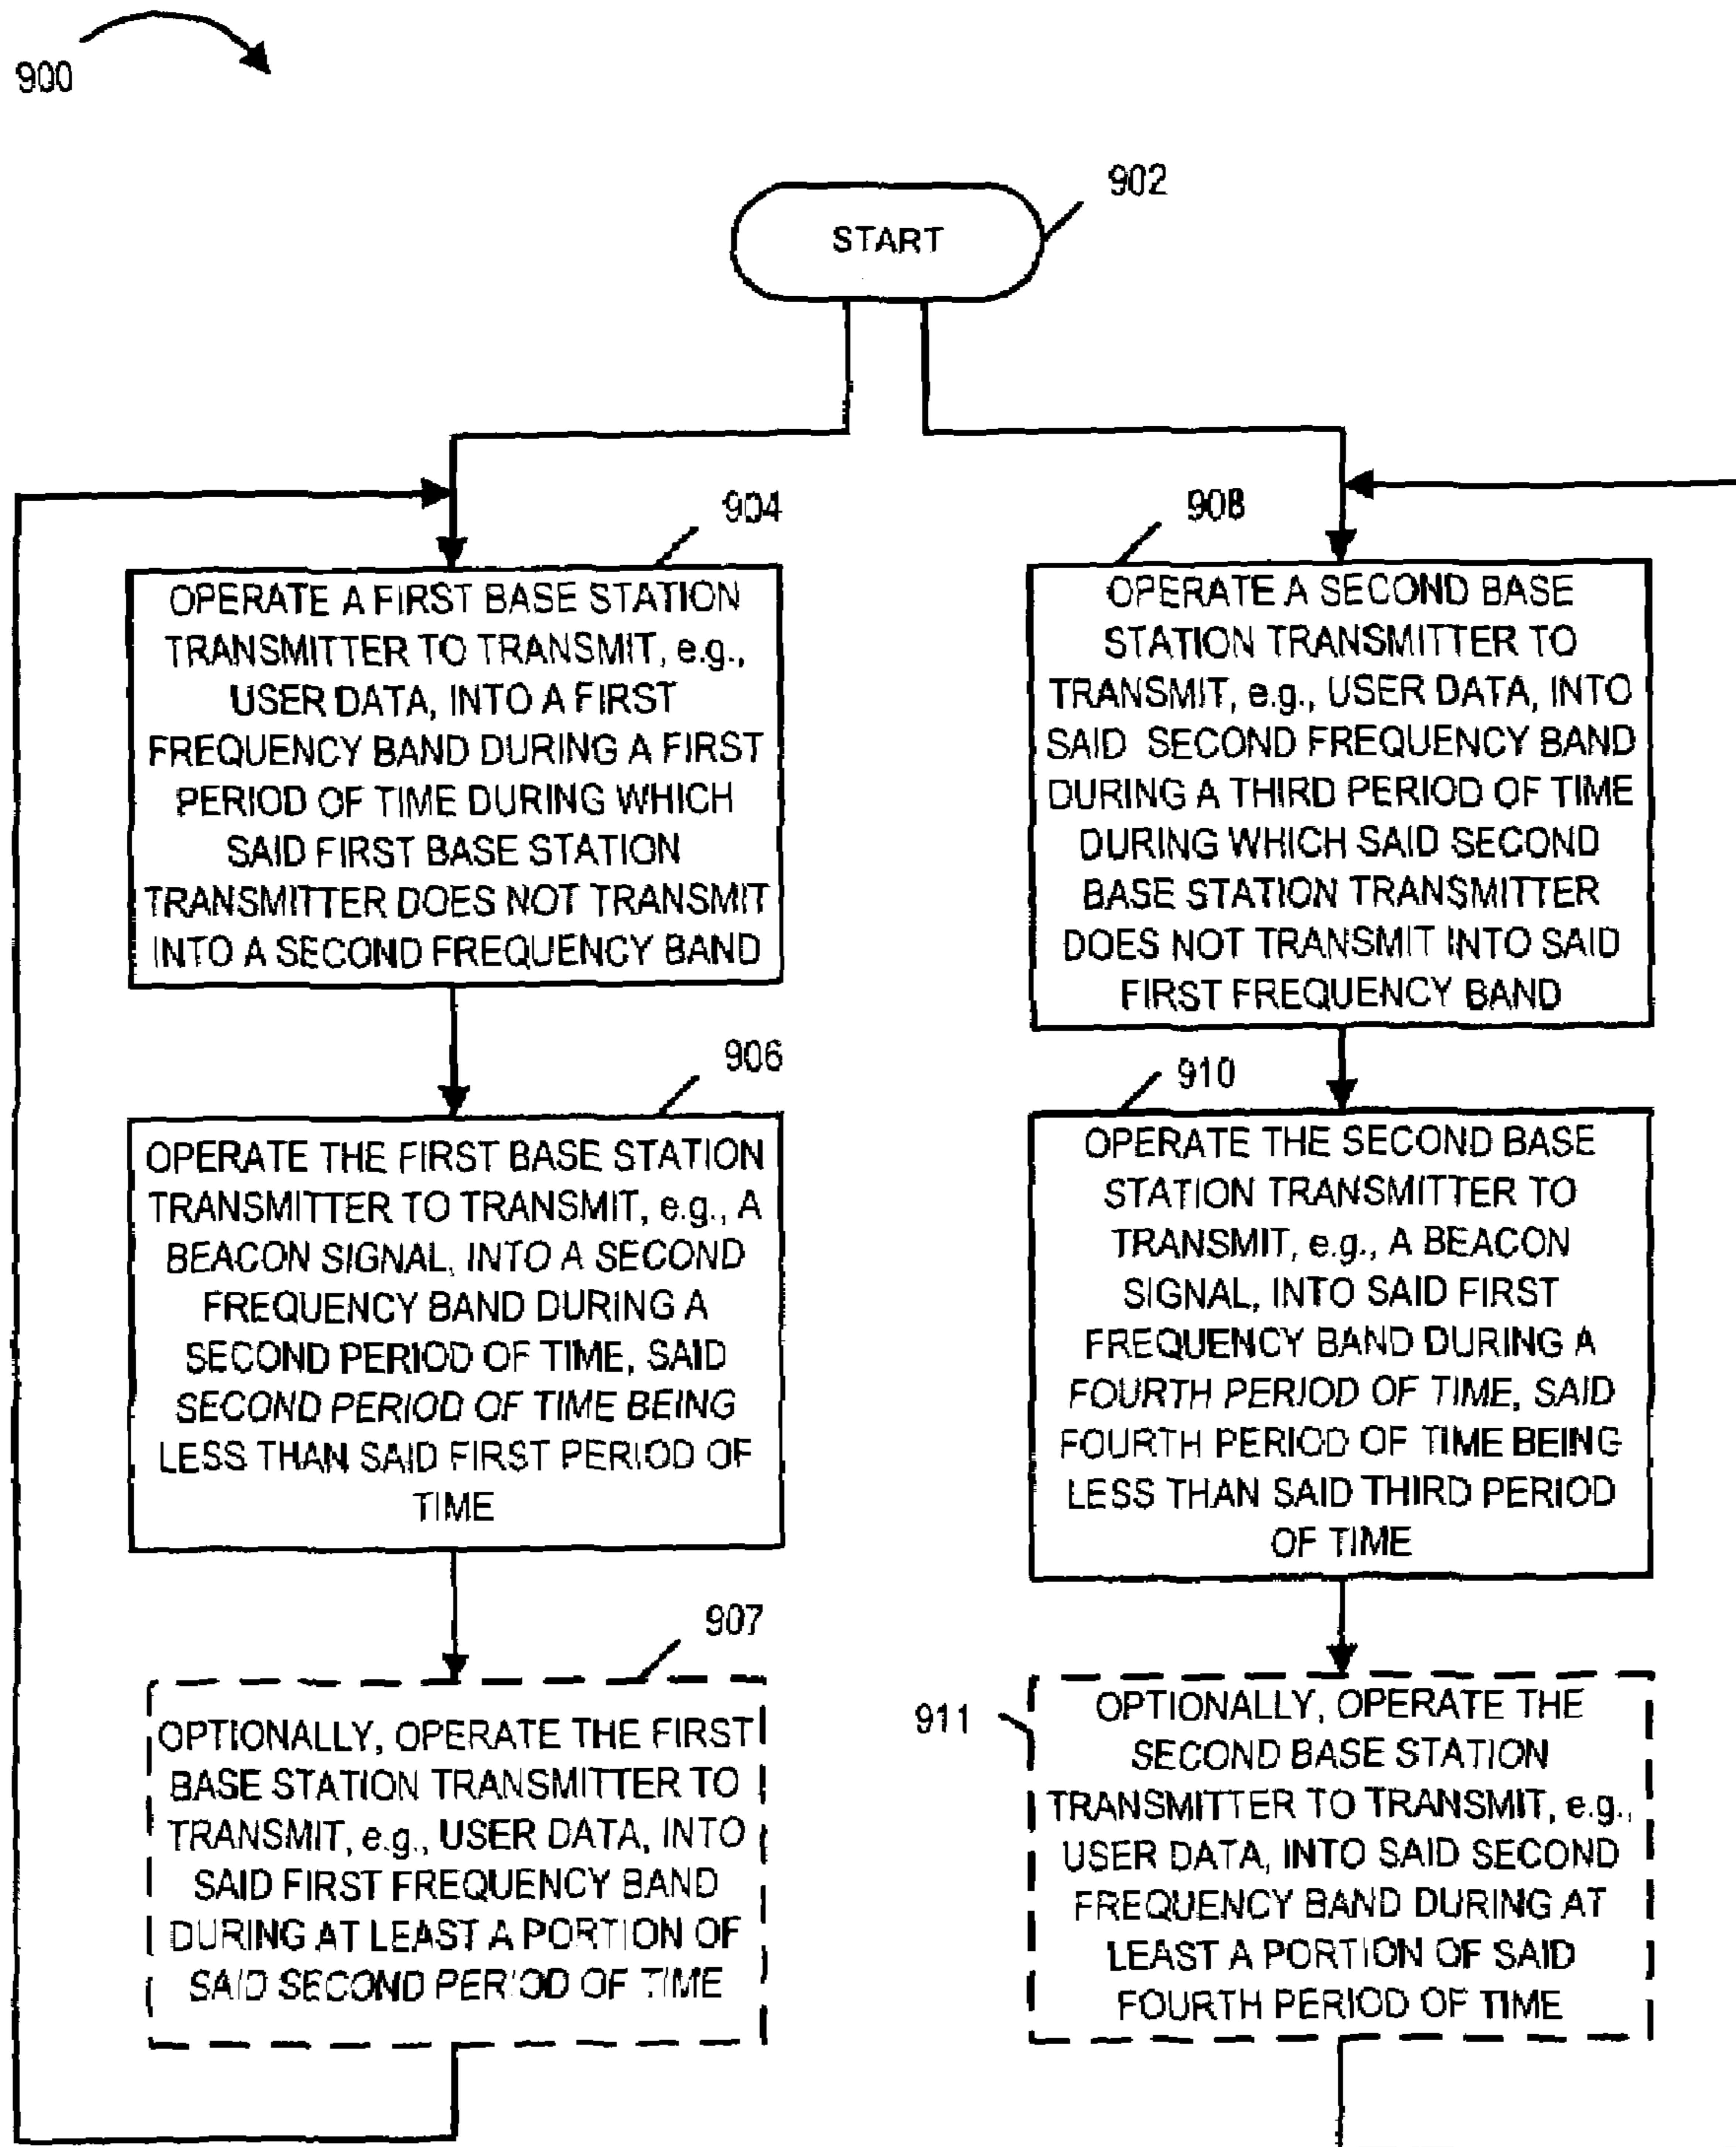 900
902
START
904
OPERATE A FIRST BASE STATION
TRANSMITTER TO TRANSMIT, e.g.,
USER DATA, INTO A FIRST
FREQUENCY BAND DURING A FIRST
PERIOD OF TIME DURING WHICH
SAID FIRST BASE STATION
TRANSMITTER DOES NOT TRANSMIT
INTO A SECOND FREQUENCY BAND
906
OPERATE THE FIRST BASE STATION
TRANSMITTER TO TRANSMIT, e.g., A
BEACON SIGNAL, INTO A SECOND
FREQUENCY BAND DURING A
SECOND PERIOD OF TIME, SAID
SECOND PERIOD OF TIME BEING
LESS THAN SAID FIRST PERIOD OF
TIME
907
OPTIONALLY, OPERATE THE FIRST
BASE STATION TRANSMITTER TO
TRANSMIT, e.g., USER DATA, INTO
SAID FIRST FREQUENCY BAND
DURING AT LEAST A PORTION OF
SAID SECOND PERIOD OF TIME
908
OPERATE A SECOND BASE
STATION TRANSMITTER TO
TRANSMIT, e.g., USER DATA, INTO
SAID SECOND FREQUENCY BAND
DURING A THIRD PERIOD OF TIME
DURING WHICH SAID SECOND
BASE STATION TRANSMITTER
DOES NOT TRANSMIT INTO SAID
FIRST FREQUENCY BAND
910
OPERATE THE SECOND BASE
STATION TRANSMITTER TO
TRANSMIT, e.g., A BEACON
SIGNAL, INTO SAID FIRST
FREQUENCY BAND DURING A
FOURTH PERIOD OF TIME, SAID
FOURTH PERIOD OF TIME BEING
LESS THAN SAID THIRD PERIOD
OF TIME
911
OPTIONALLY, OPERATE THE
SECOND BASE STATION
TRANSMITTER TO TRANSMIT, e.g.,
USER DATA, INTO SAID SECOND
FREQUENCY BAND DURING AT
LEAST A PORTION OF SAID
FOURTH PERIOD OF TIME